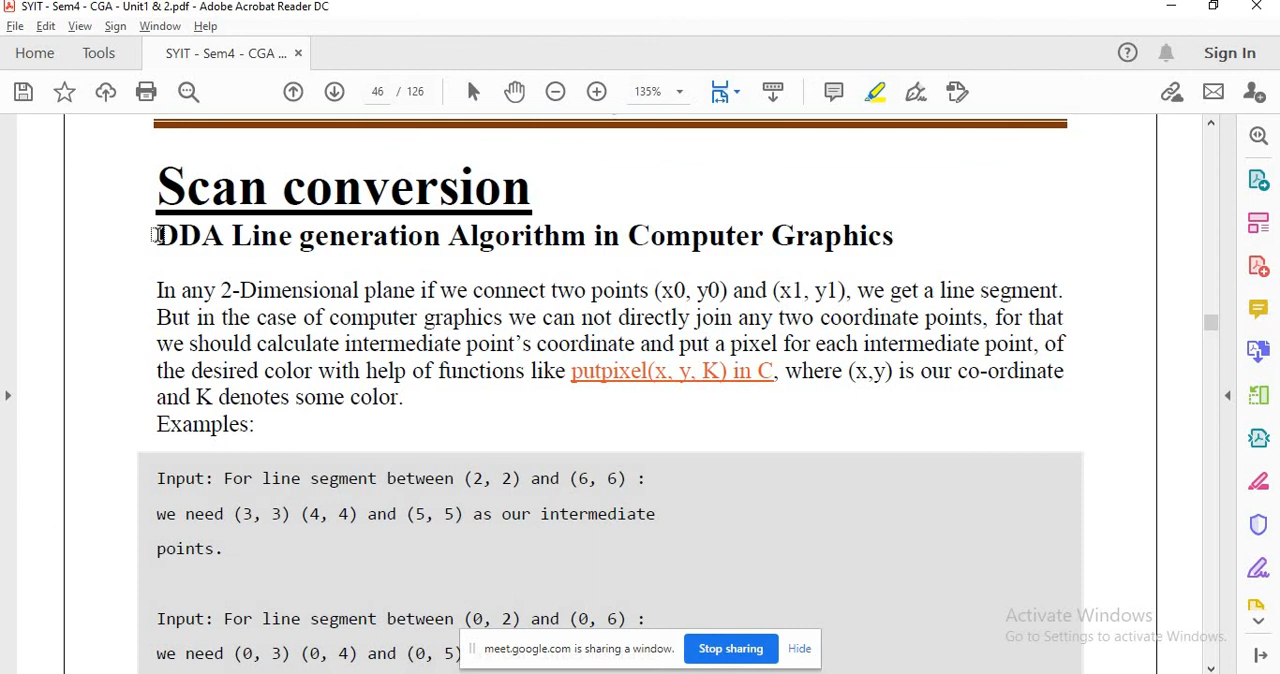 SYIT - Sem4 - CGA - Unit1 & 2.pdf - Adobe Acrobat Reader DC
File Edit View Sign Window Help
Home Tools SYIT - Sem4 - CGA ... × Sign In
46 / 126 135%
Scan conversion
DDA Line generation Algorithm in Computer Graphics
In any 2-Dimensional plane if we connect two points (x0, y0) and (x1, y1), we get a line segment.
But in the case of computer graphics we can not directly join any two coordinate points, for that
we should calculate intermediate point's coordinate and put a pixel for each intermediate point, of
the desired color with help of functions like putpixel(x, y, K) in C, where (x,y) is our co-ordinate
and K denotes some color.
Examples:
Input: For line segment between (2, 2) and (6, 6) :
we need (3, 3) (4, 4) and (5, 5) as our intermediate
points.
Input: For line segment between (0, 2) and (0, 6) :
we need (0, 3) (0, 4) and (0, 5)
meet.google.com is sharing a window. Stop sharing Hide
Activate Windows
Go to Settings to activate Windows.